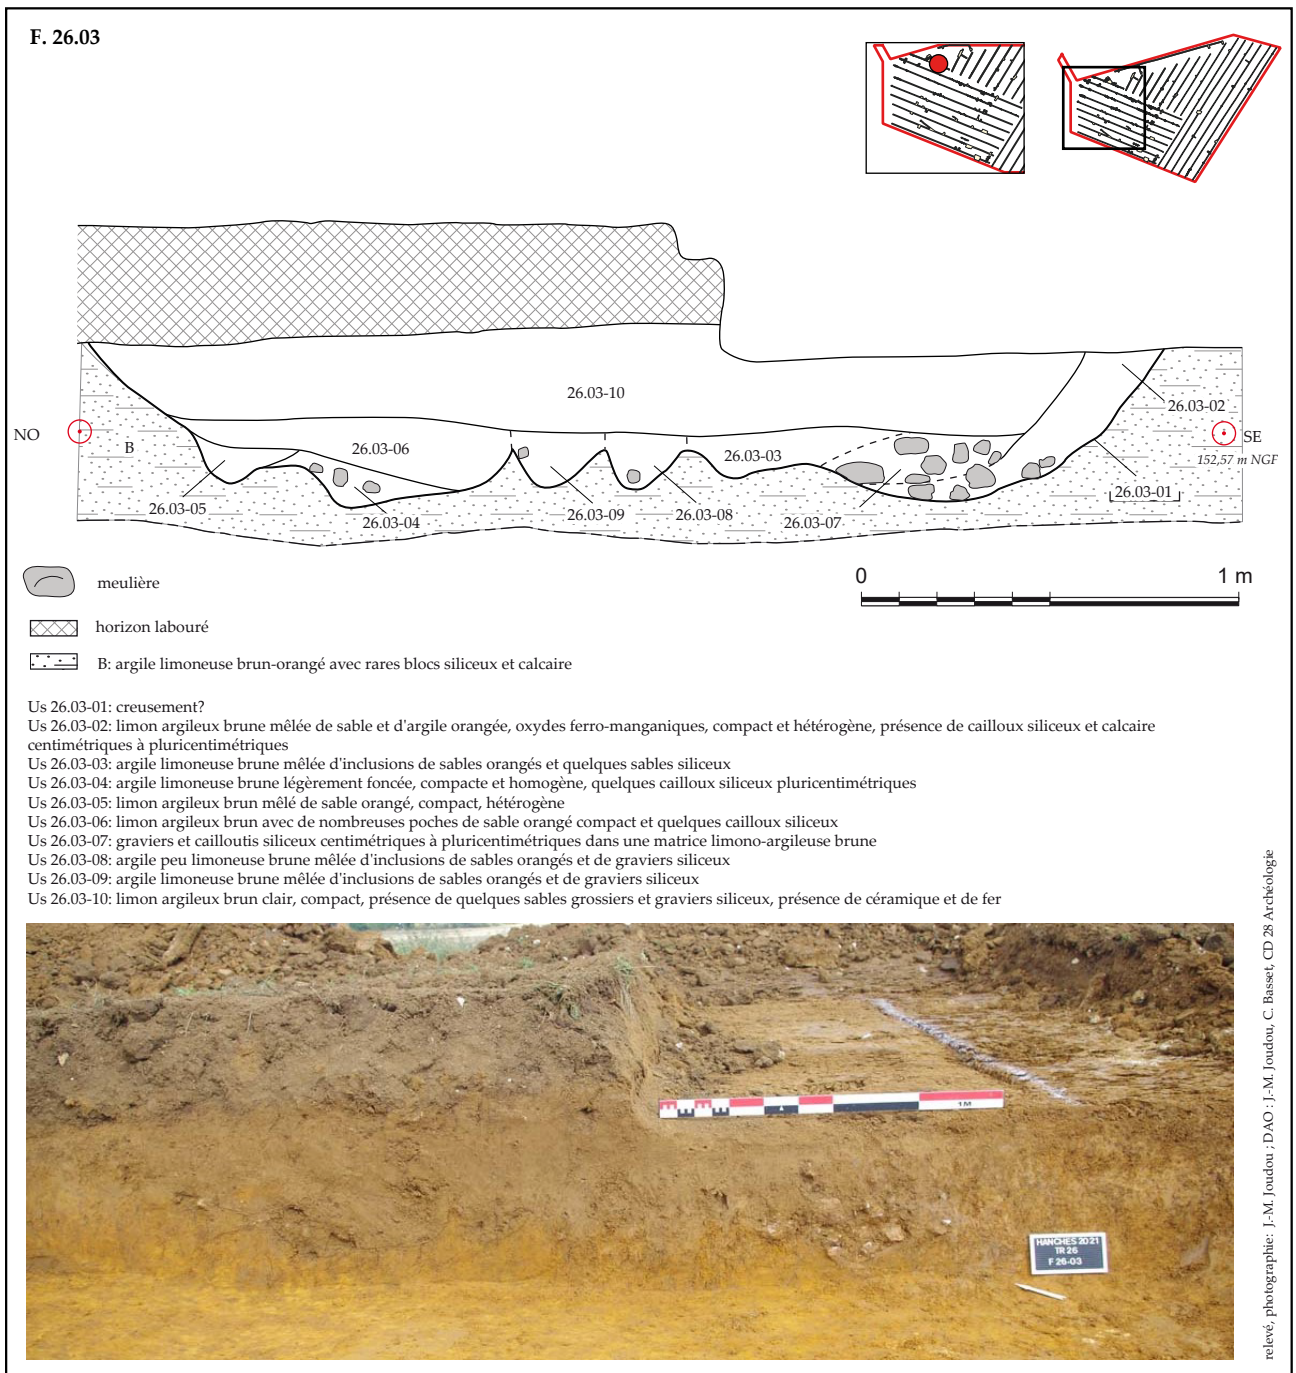 F. 26.03
26.03-10
26.03-02
NO
B
26.03-06
26.03-03
SE
152,57 m NGF
26.03-05
26.03-04
26.03-09
26.03-08
26.03-07
26.03-01
meulière
0
1 m
horizon labouré
B: argile limoneuse brun-orangé avec rares blocs siliceux et calcaire
Us 26.03-01: creusement?
Us 26.03-02: limon argileux brune mêlée de sable et d'argile orangée, oxydes ferro-manganiques, compact et hétérogène, présence de cailloux siliceux et calcaire
centimétriques à pluricentimétriques
Us 26.03-03: argile limoneuse brune mêlée d'inclusions de sables orangés et quelques sables siliceux
Us 26.03-04: argile limoneuse brune légèrement foncée, compacte et homogène, quelques cailloux siliceux pluricentimétriques
Us 26.03-05: limon argileux brun mêlé de sable orangé, compact, hétérogène
Us 26.03-06: limon argileux brun avec de nombreuses poches de sable orangé compact et quelques cailloux siliceux
Us 26.03-07: graviers et cailloutis siliceux centimétriques à pluricentimétriques dans une matrice limono-argileuse brune
Us 26.03-08: argile peu limoneuse brune mêlée d'inclusions de sables orangés et de graviers siliceux
Us 26.03-09: argile limoneuse brune mêlée d'inclusions de sables orangés et de graviers siliceux
Us 26.03-10: limon argileux brun clair, compact, présence de quelques sables grossiers et graviers siliceux, présence de céramique et de fer
1M
HANCHES 2021
TR 26
F 26-03
relevé, photographie: J.-M. Joudou ; DAO : J.-M. Joudou, C. Basset, CD 28 Archéologie